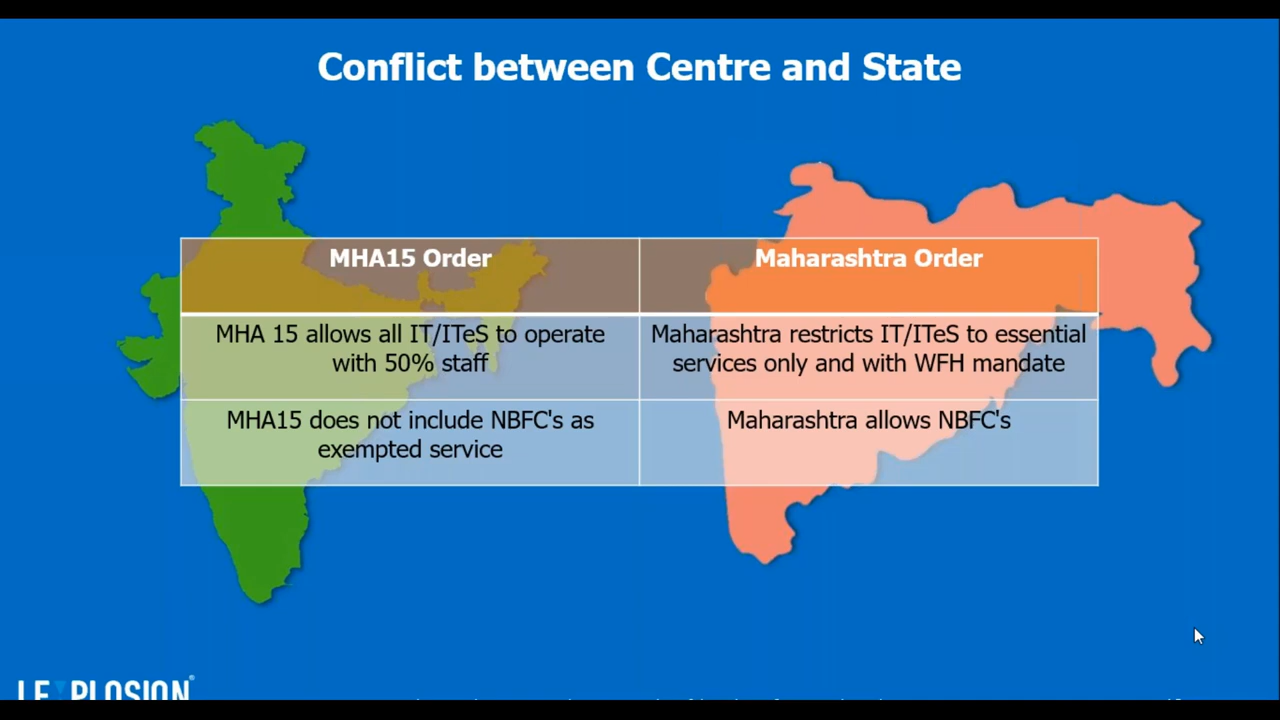 Conflict between Centre and State
MHA15 Order
Maharashtra Order
MHA 15 allows all IT/ITeS to operate
with 50% staff
Maharashtra restricts IT/ITeS to essential
services only and with WFH mandate
MHA15 does not include NBFC's as
exempted service
Maharashtra allows NBFC's
LEXPLOSION